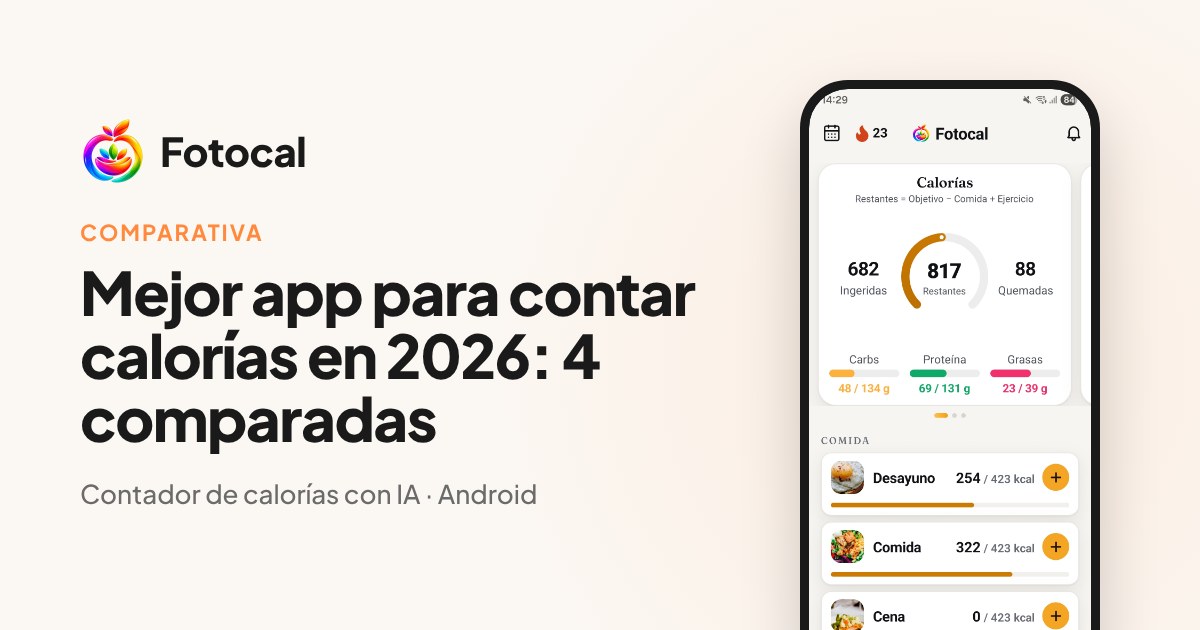 Fotocal
COMPARATIVA
Mejor app para contar
calorías en 2026: 4
comparadas
Contador de calorías con IA · Android
14:29
84
23
Fotocal
Calorías
Restantes = Objetivo − Comida + Ejercicio
682
Ingeridas
817
Restantes
88
Quemadas
Carbs
Proteína
Grasas
48 / 134 g
69 / 131 g
23 / 39 g
COMIDA
Desayuno 254 / 423 kcal
Comida 322 / 423 kcal
Cena 0 / 423 kcal